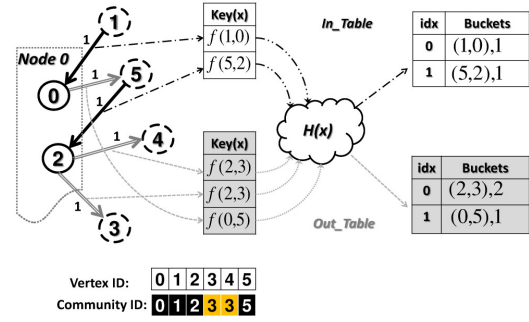 1
Key(x)
In_Table
f(1,0)
f(5,2)
idx Buckets
0 (1,0),1
1 (5,2),1
Node 0
1
1
5
0
1
H(x)
1
4
2
Key(x)
f(2,3)
f(2,3)
f(0,5)
idx Buckets
0 (2,3),2
1 (0,5),1
1
3
Out_Table
Vertex ID: 0 1 2 3 4 5
Community ID: 0 1 2 3 3 5